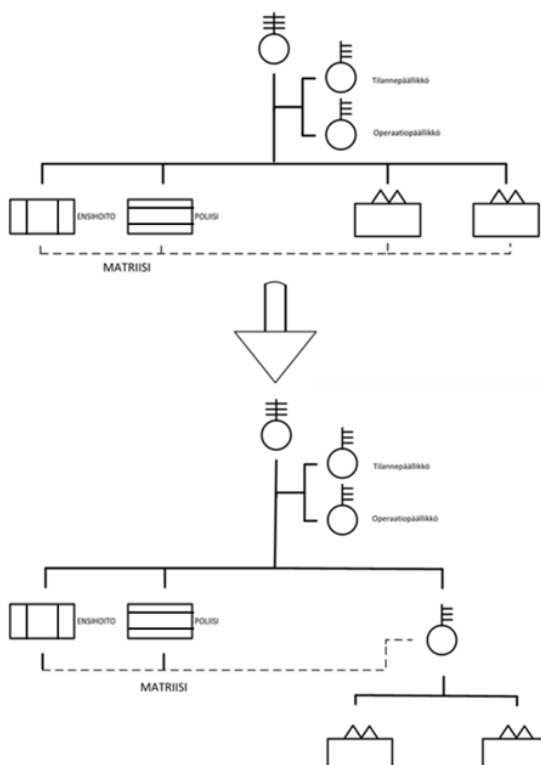 Tilannepäällikkö
Operaatiopäällikkö
ENSIHOITO
POLIISI
MATRIISI
Tilannepäällikkö
Operaatiopäällikkö
ENSIHOITO
POLIISI
MATRIISI